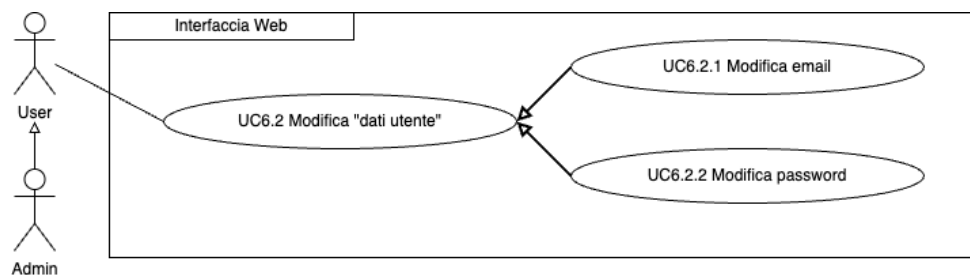 Interfaccia Web
User
UC6.2 Modifica "dati utente"
UC6.2.1 Modifica email
UC6.2.2 Modifica password
Admin